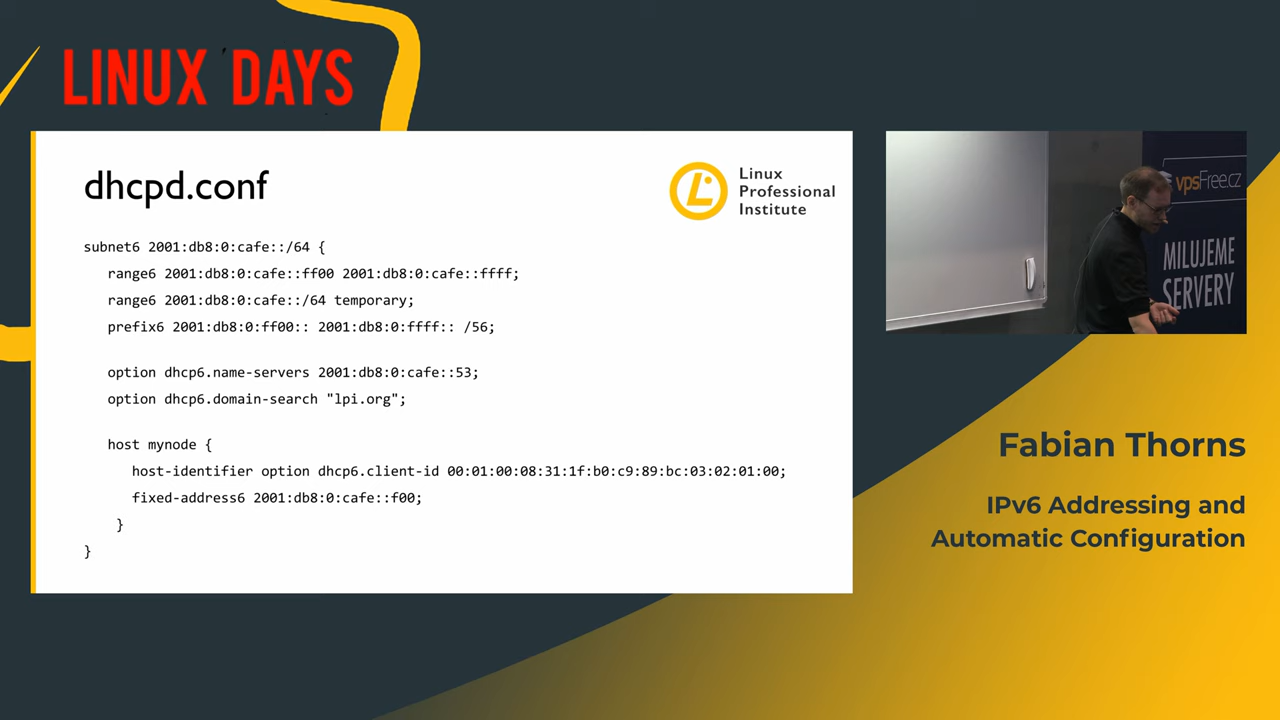 LINUX DAYS
dhcpd.conf
Linux
Professional
Institute
subnet6 2001:db8:0:cafe::/64 {
range6 2001:db8:0:cafe::ff00 2001:db8:0:cafe::ffff;
range6 2001:db8:0:cafe::/64 temporary;
prefix6 2001:db8:0:ff00:: 2001:db8:0:ffff:: /56;
option dhcp6.name-servers 2001:db8:0:cafe::53;
option dhcp6.domain-search "lpi.org";
host mynode {
host-identifier option dhcp6.client-id 00:01:00:08:31:1f:b0:c9:89:bc:03:02:01:00;
fixed-address6 2001:db8:0:cafe::f00;
}
}
vpsFree.cz
MILUJEME
SERVERY
Fabian Thorns
IPv6 Addressing and
Automatic Configuration